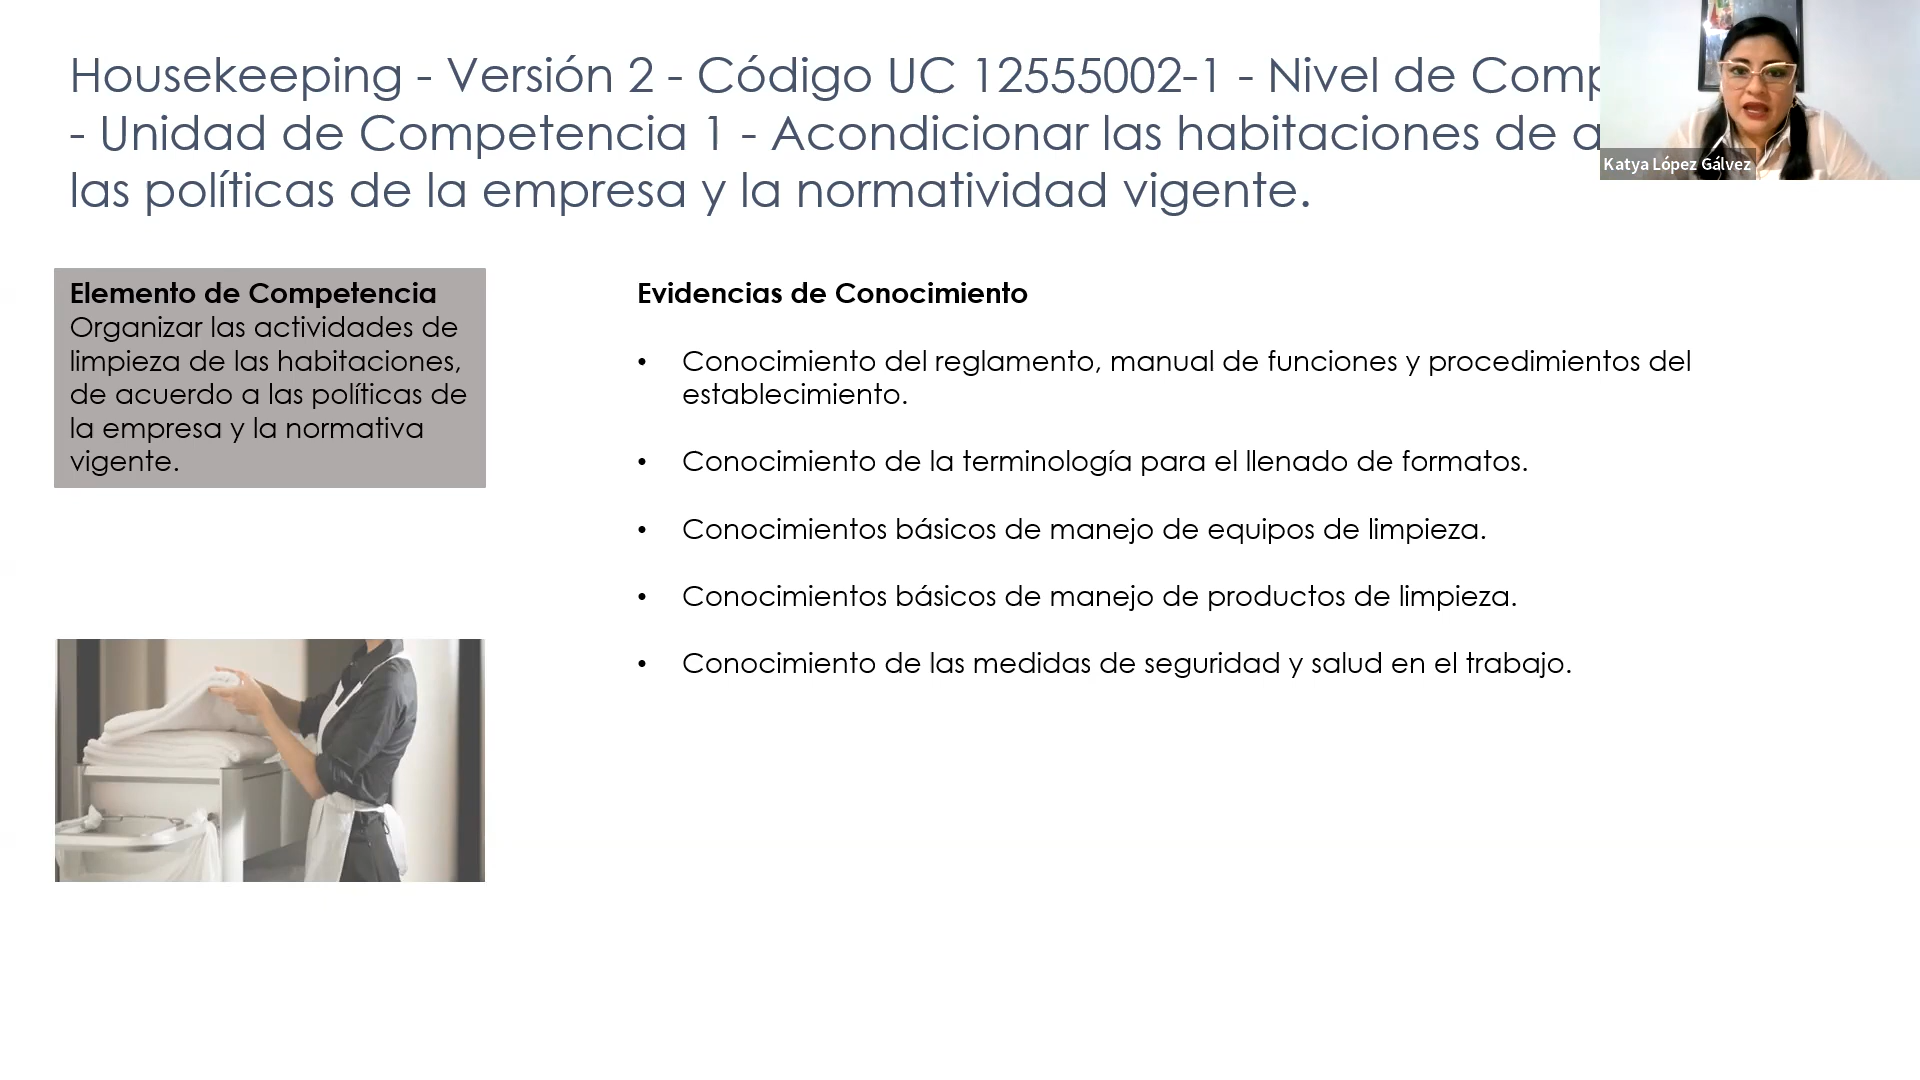 Housekeeping - Versión 2 - Código UC 12555002-1 - Nivel de Comp
- Unidad de Competencia 1 - Acondicionar las habitaciones de a
las políticas de la empresa y la normatividad vigente.
Katya López Gálvez
Elemento de Competencia
Organizar las actividades de
limpieza de las habitaciones,
de acuerdo a las políticas de
la empresa y la normativa
vigente.
Evidencias de Conocimiento
• Conocimiento del reglamento, manual de funciones y procedimientos del
establecimiento.
• Conocimiento de la terminología para el llenado de formatos.
• Conocimientos básicos de manejo de equipos de limpieza.
• Conocimientos básicos de manejo de productos de limpieza.
• Conocimiento de las medidas de seguridad y salud en el trabajo.